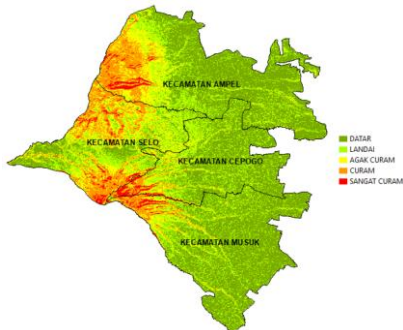 KECAMATAN AMPEL
KECAMATAN SELO
KECAMATAN CEPOGO
KECAMATAN MUSUK
DATAR
LANDAI
AGAK CURAM
CURAM
SANGAT CURAM